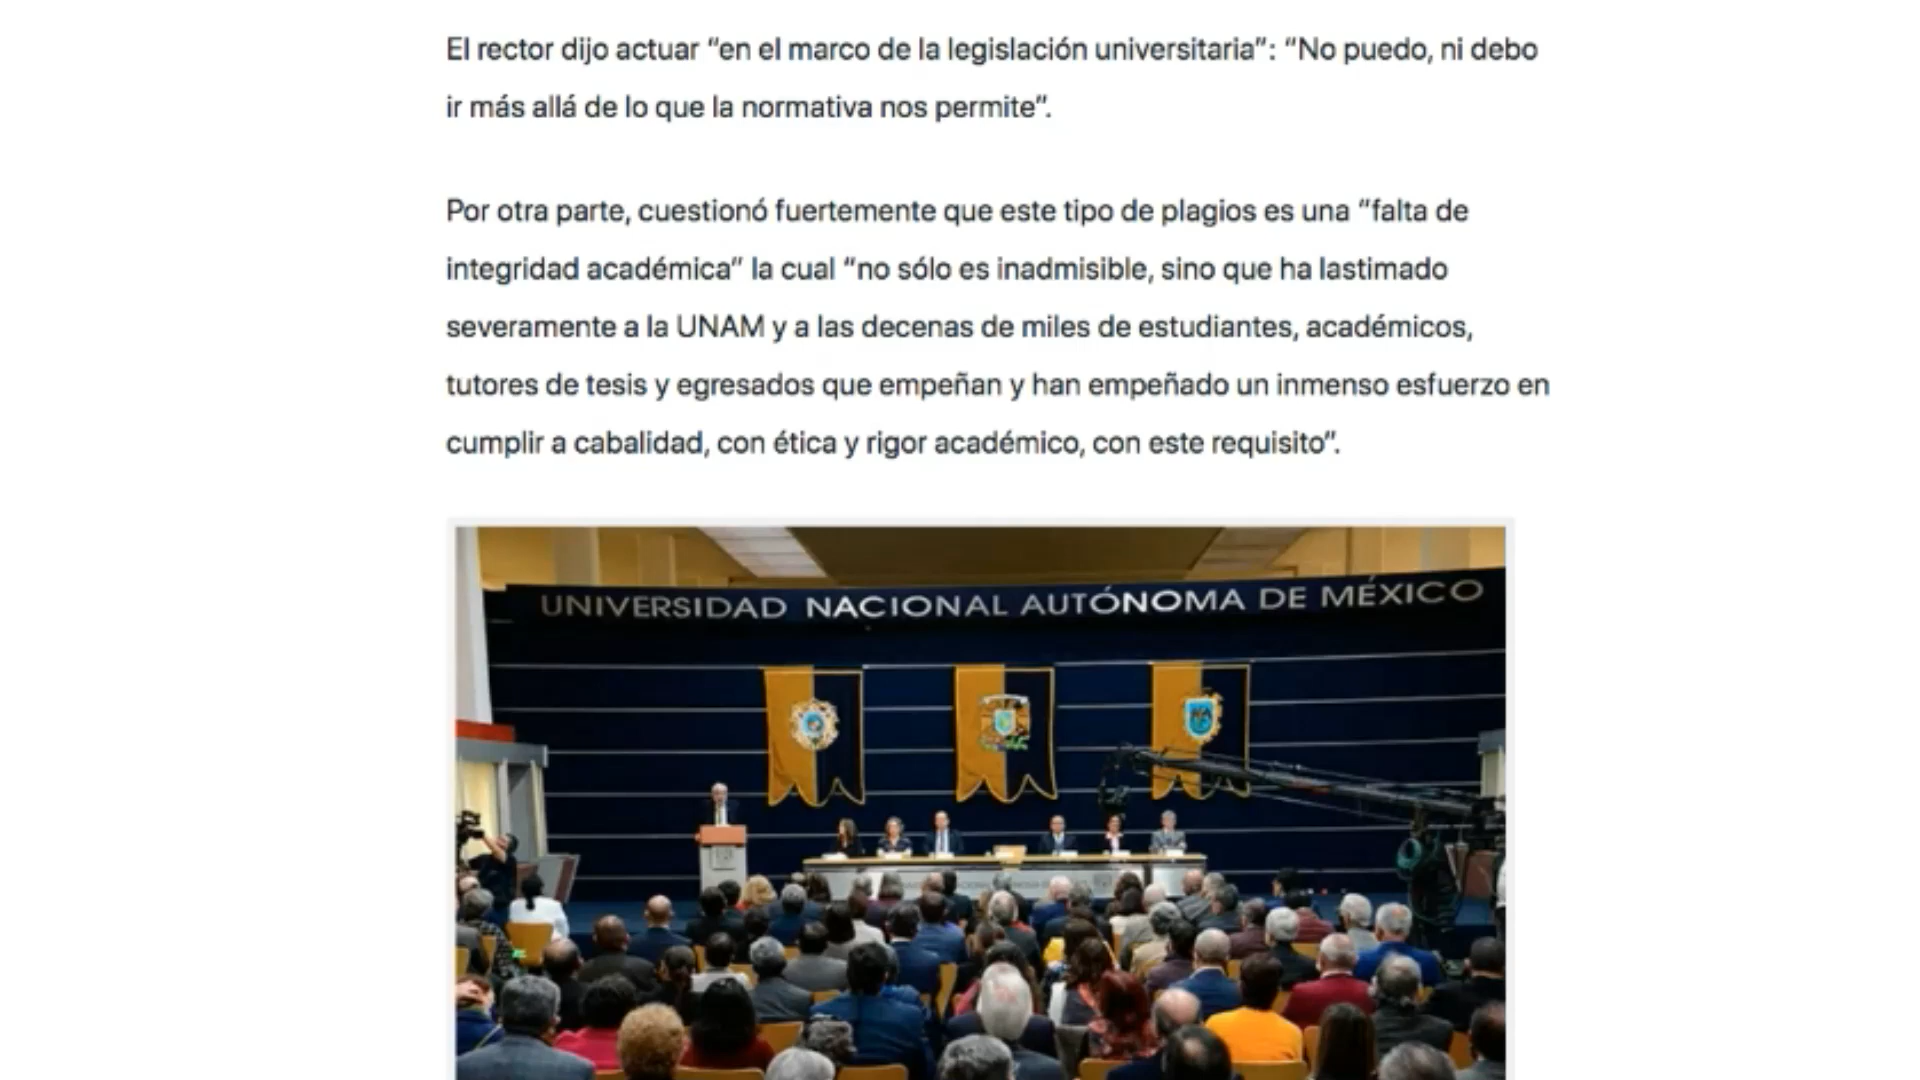 El rector dijo actuar “en el marco de la legislación universitaria”: “No puedo, ni debo
ir más allá de lo que la normativa nos permite”.
Por otra parte, cuestionó fuertemente que este tipo de plagios es una “falta de
integridad académica” la cual “no sólo es inadmisible, sino que ha lastimado
severamente a la UNAM y a las decenas de miles de estudiantes, académicos,
tutores de tesis y egresados que empeñan y han empeñado un inmenso esfuerzo en
cumplir a cabalidad, con ética y rigor académico, con este requisito”.
UNIVERSIDAD NACIONAL AUTÓNOMA DE MÉXICO